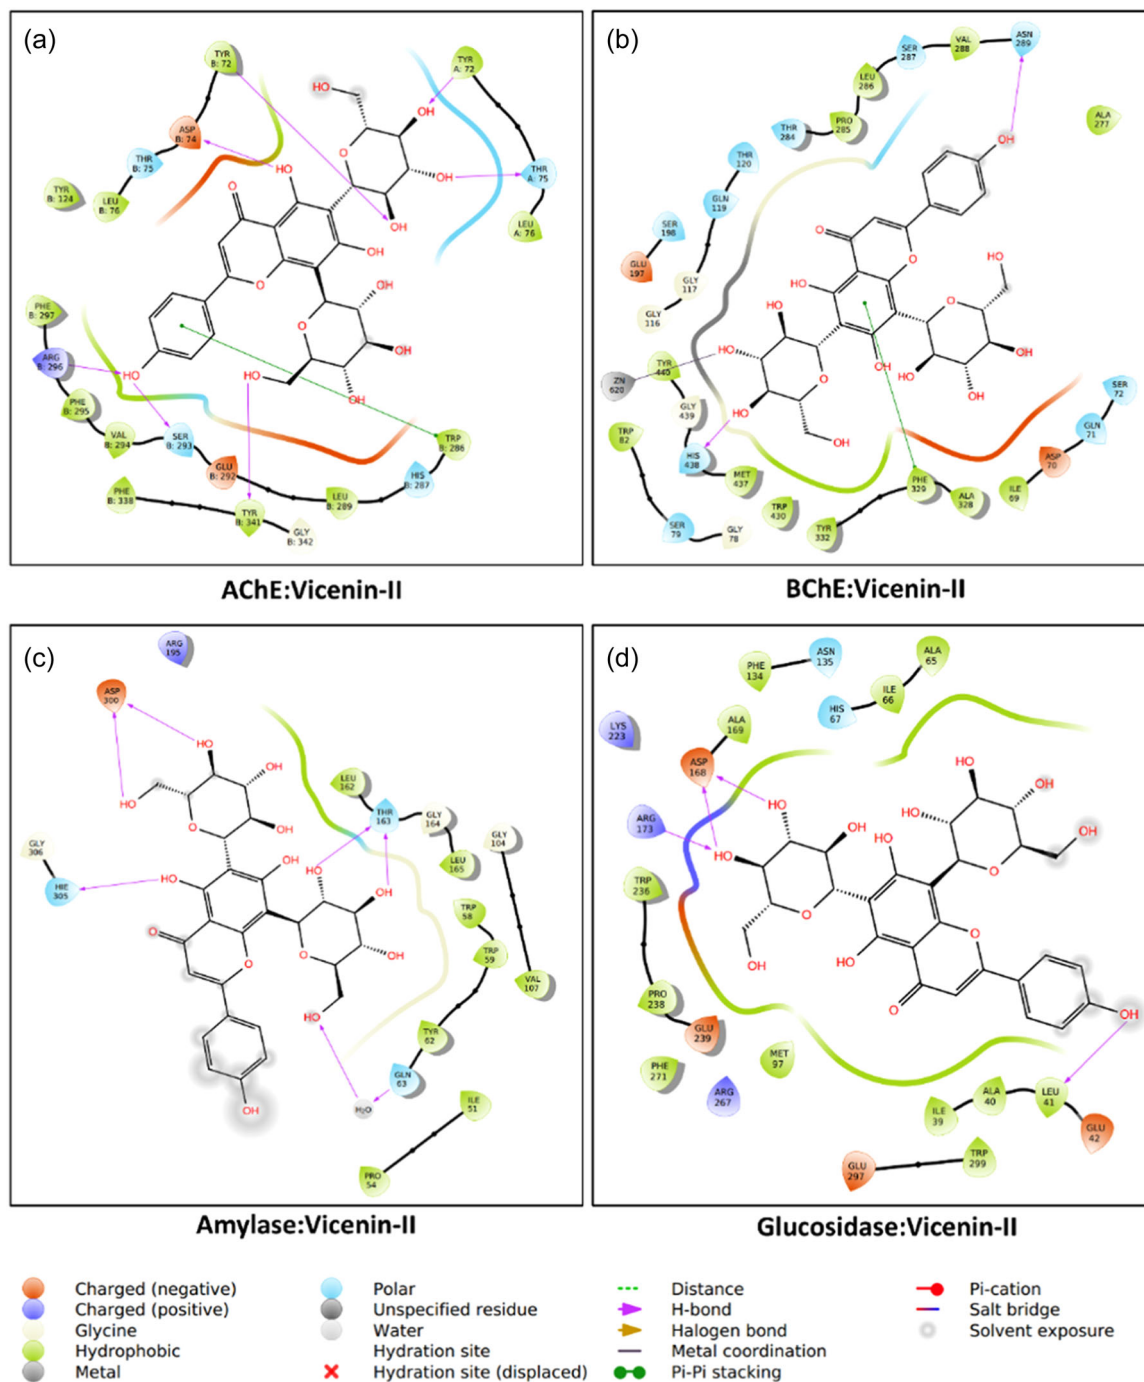 (a)
TYR
B: 72
ASP
B: 74
THR
B: 75
LEU
B: 76
TYR
B: 124
TYR
A: 72
THR
A: 75
LEU
A: 76
HO
OH
O
OH
HO
OH
O
OH
O
OH
OH
O
OH
HO
HO
OH
PHE
B: 297
ARG
B: 296
PHE
B: 295
VAL
B: 294
SER
B: 293
GLU
B: 292
PHE
B: 338
TYR
B: 341
GLY
B: 342
LEU
B: 289
HIS
B: 287
TRP
B: 286
AChE:Vicenin-II
(b)
SER
287
VAL
288
ASN
289
LEU
286
PRO
285
THR
284
ALA
277
THR
120
GLN
119
SER
198
GLU
197
GLY
117
GLY
116
ZN
620
TYR
440
GLY
439
TRP
82
HIS
438
MET
437
SER
79
GLY
78
TRP
430
TYR
332
PHE
329
ALA
328
ILE
69
ASP
70
GLN
71
SER
72
OH
O
O
HO
HO
HO
HO
O
OH
OH
HO
O
OH
HO
OH
BChE:Vicenin-II
(c)
ARG
195
ASP
300
GLY
306
HIE
305
LEU
162
THR
163
GLY
164
LEU
165
GLY
104
VAL
107
TRP
58
TRP
59
TYR
62
GLN
63
H₂O
ILE
51
PRO
54
HO
OH
HO
O
OH
OH
OH
HO
OH
O
O
O
OH
HO
OH
Amylase:Vicenin-II
(d)
PHE
134
ASN
135
ALA
65
ILE
66
HIS
67
LYS
223
ALA
169
ASP
168
ARG
173
TRP
236
PRO
238
GLU
239
PHE
271
ARG
267
MET
97
ILE
39
ALA
40
LEU
41
GLU
42
GLU
297
TRP
299
HO
OH
HO
OH
O
HO
OH
HO
OH
O
OH
HO
O
O
OH
Glucosidase:Vicenin-II
Charged (negative)
Charged (positive)
Glycine
Hydrophobic
Metal
Polar
Unspecified residue
Water
Hydration site
Hydration site (displaced)
Distance
H-bond
Halogen bond
Metal coordination
Pi-Pi stacking
Pi-cation
Salt bridge
Solvent exposure